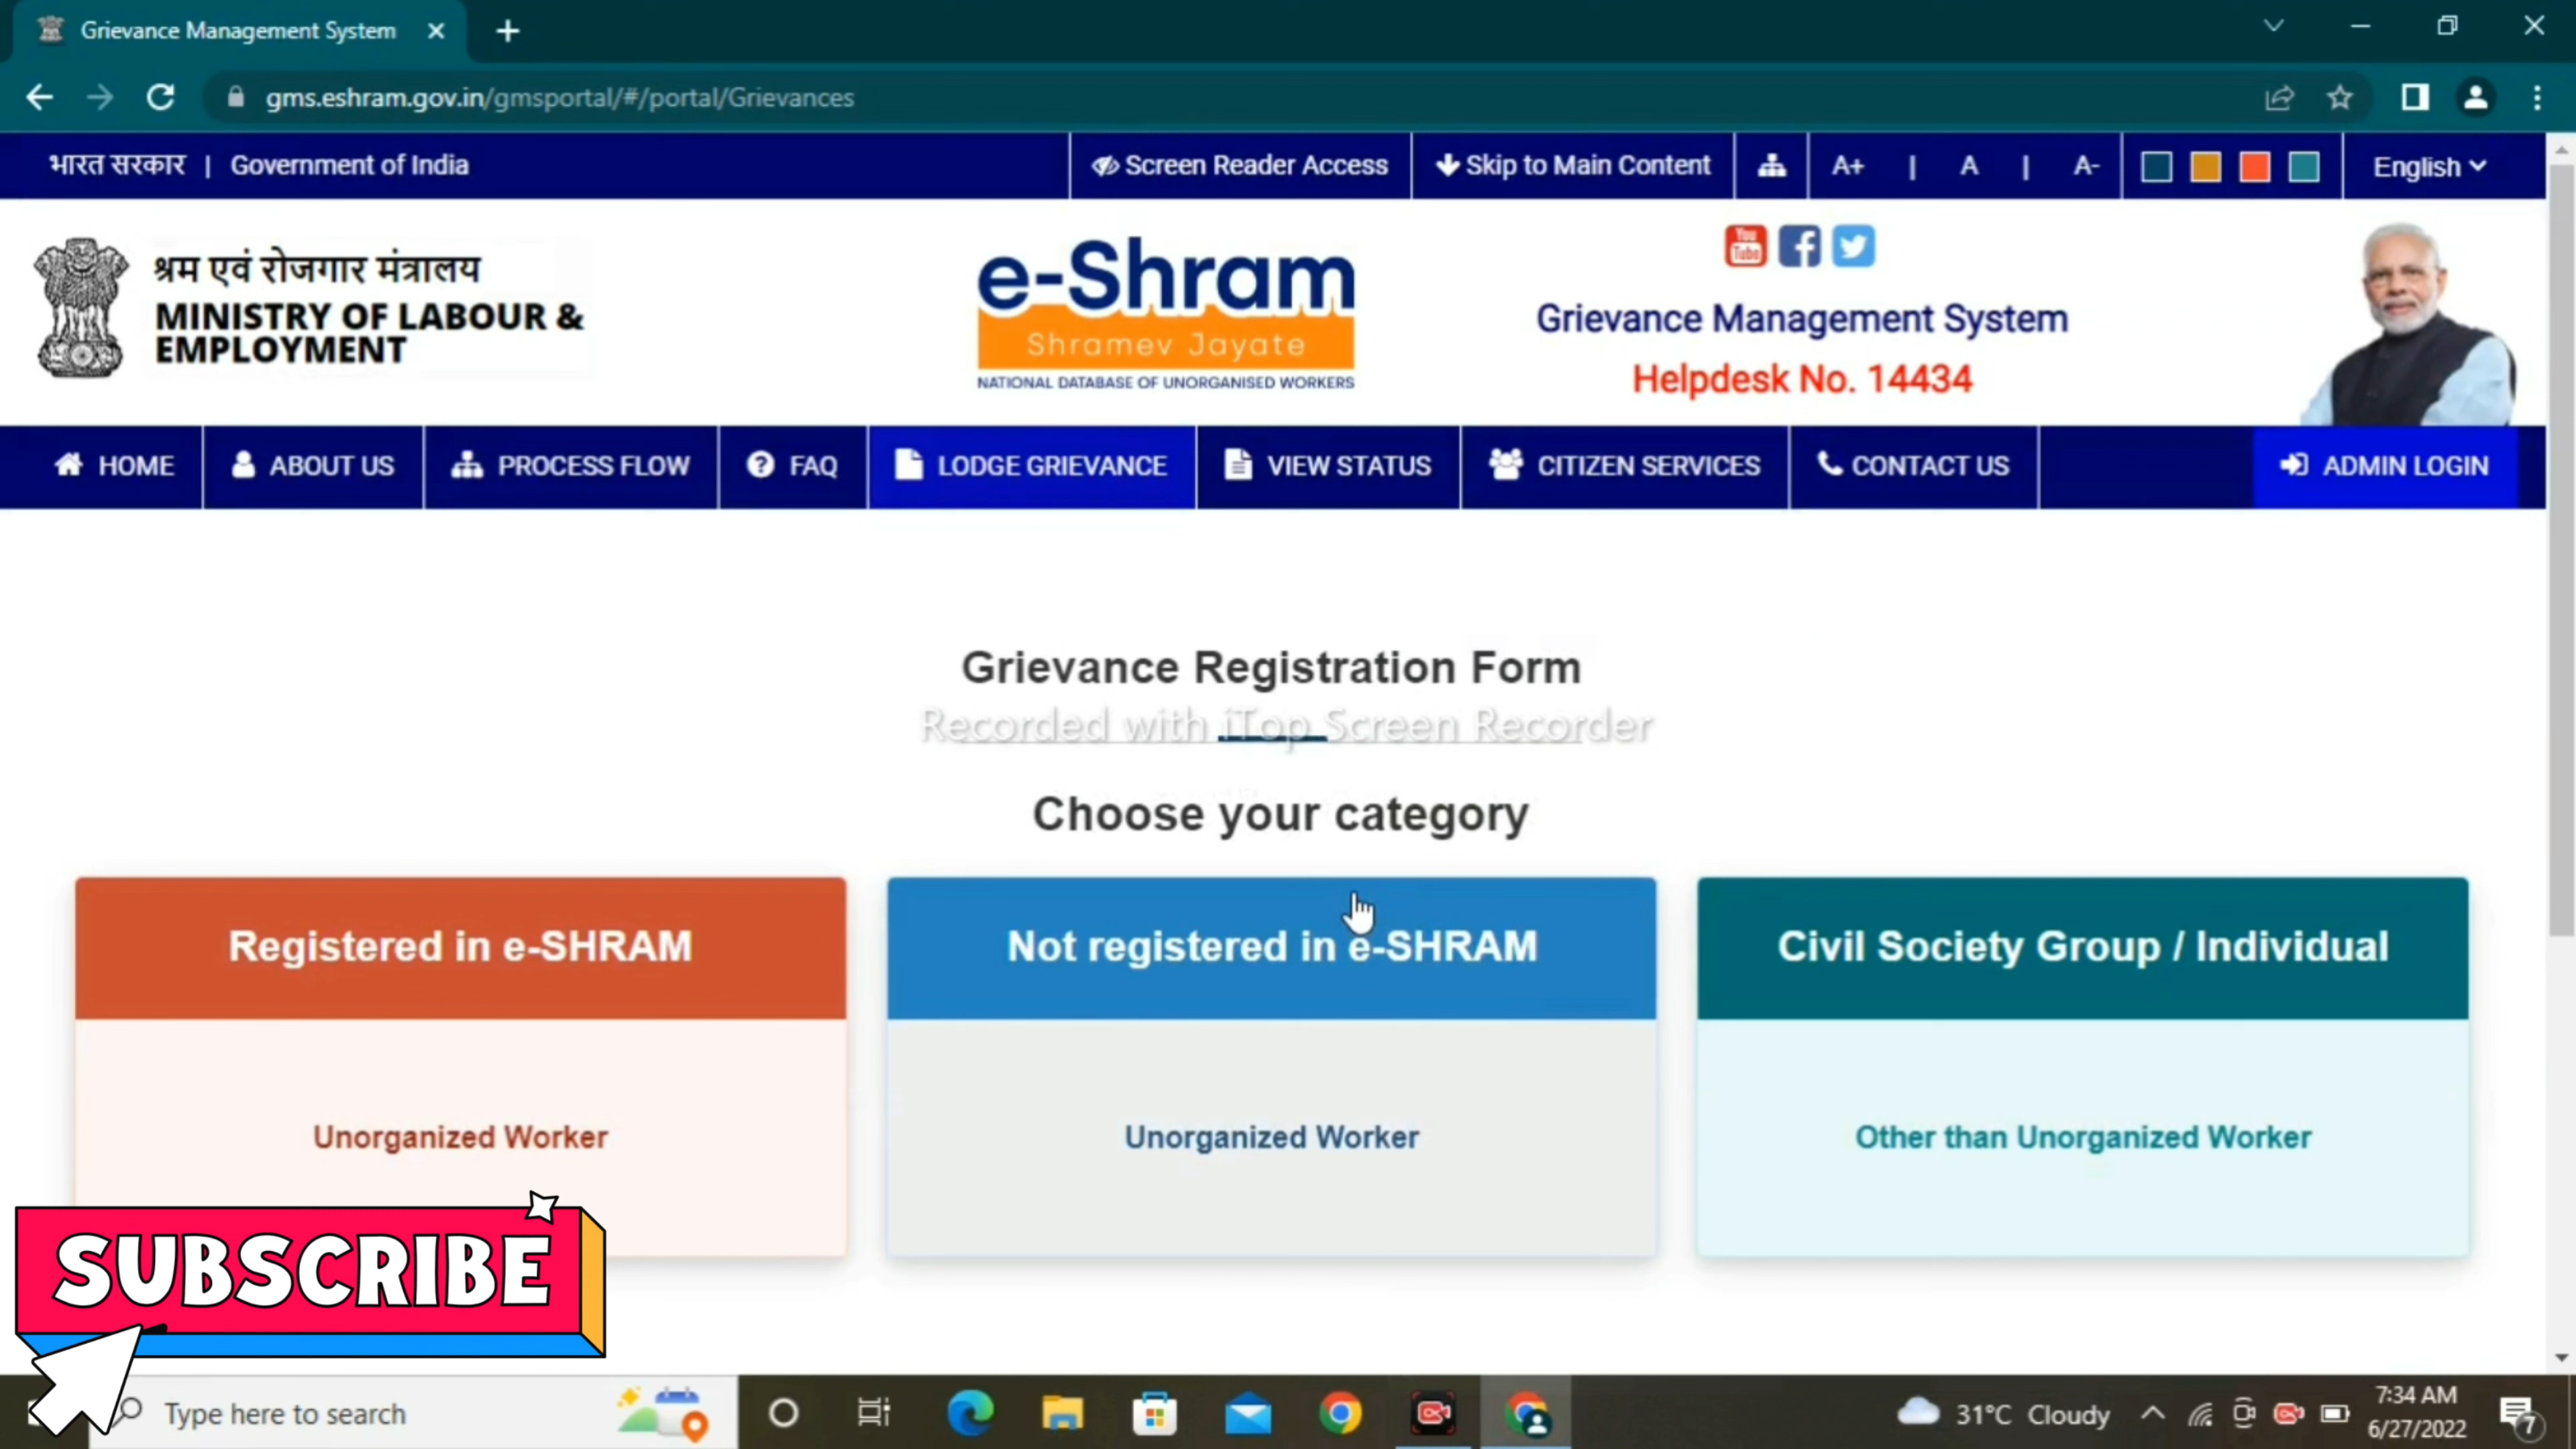 Grievance Management System
gms.eshram.gov.in/gmsportal/#/portal/Grievances
भारत सरकार | Government of India
Screen Reader Access
Skip to Main Content
A+ | A | A-
English
श्रम एवं रोजगार मंत्रालय
MINISTRY OF LABOUR &
EMPLOYMENT
e-Shram
Shramev Jayate
NATIONAL DATABASE OF UNORGANISED WORKERS
You
Tube
Grievance Management System
Helpdesk No. 14434
HOME
ABOUT US
PROCESS FLOW
FAQ
LODGE GRIEVANCE
VIEW STATUS
CITIZEN SERVICES
CONTACT US
ADMIN LOGIN
Grievance Registration Form
Recorded with iTop Screen Recorder
Choose your category
Registered in e-SHRAM
Unorganized Worker
Not registered in e-SHRAM
Unorganized Worker
Civil Society Group / Individual
Other than Unorganized Worker
SUBSCRIBE
Type here to search
31°C Cloudy
7:34 AM
6/27/2022
7